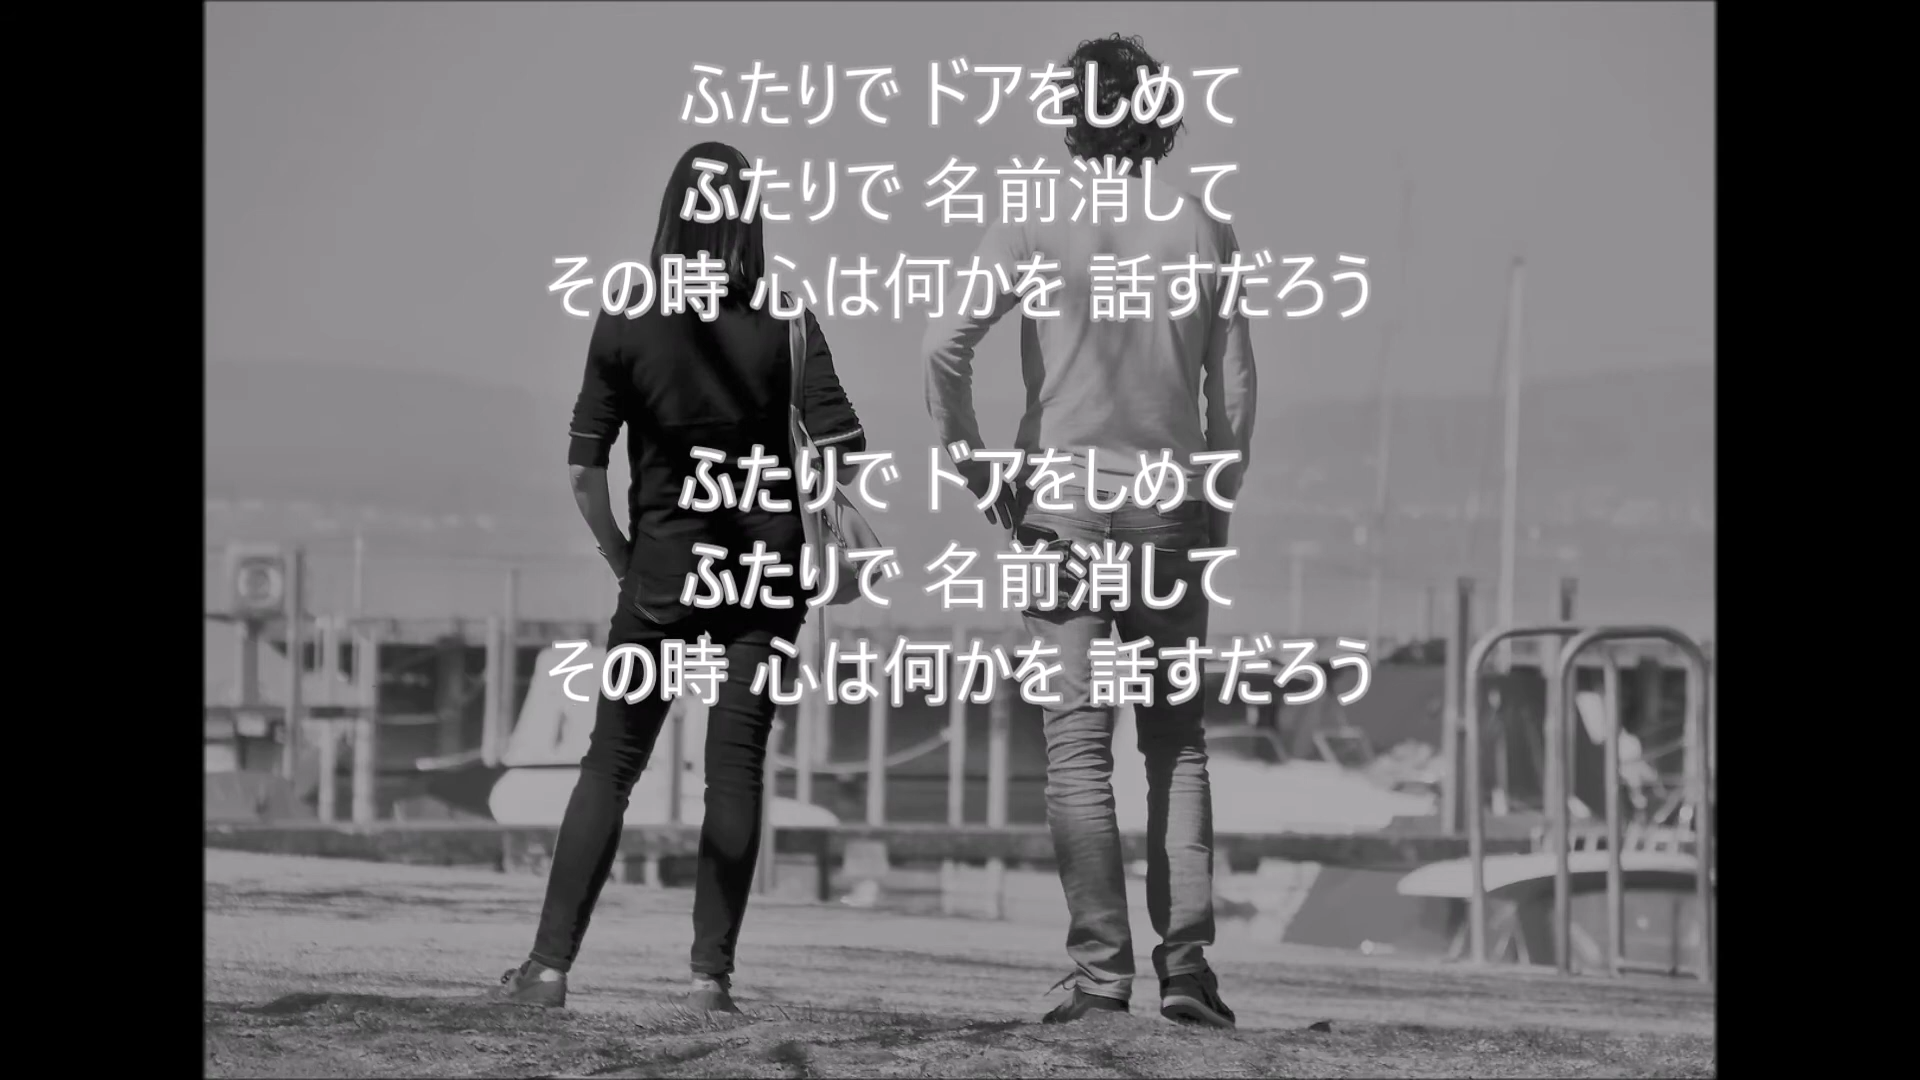 ふたりで ドアをしめて
ふたりで 名前消して
その時 心は何かを 話すだろう
ふたりで ドアをしめて
ふたりで 名前消して
その時 心は何かを 話すだろう